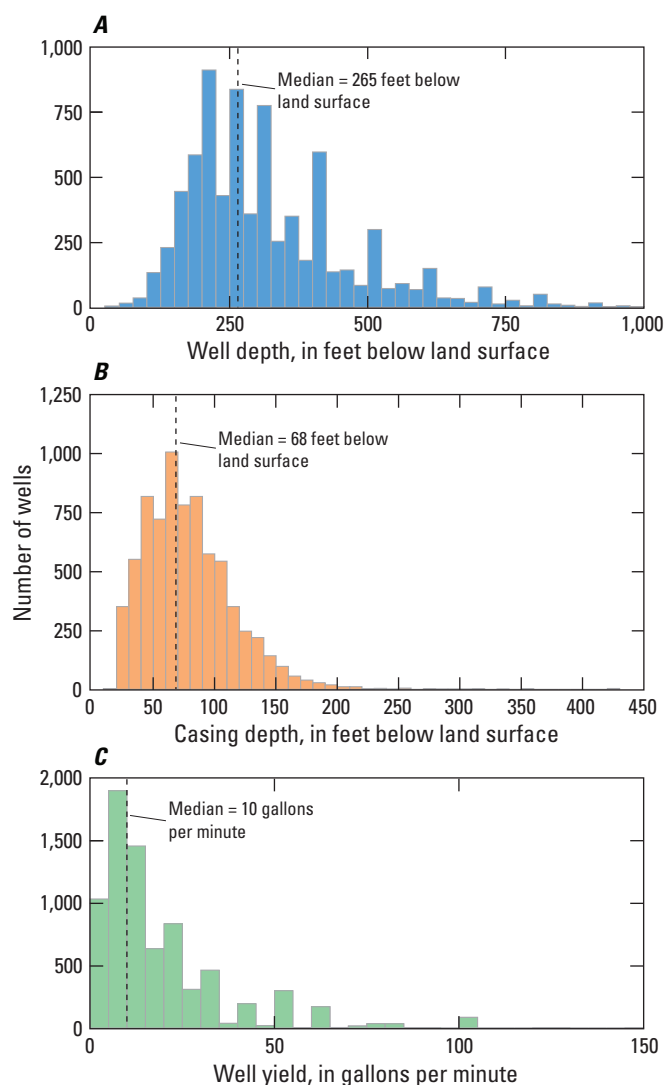 A
1,000
750
500
250
0
Median = 265 feet below
land surface
0 250 500 750 1,000
Well depth, in feet below land surface
B
Number of wells
1,250
1,000
750
500
250
0
Median = 68 feet below
land surface
0 50 100 150 200 250 300 350 400 450
Casing depth, in feet below land surface
C
2,000
1,500
1,000
500
0
Median = 10 gallons
per minute
0 50 100 150
Well yield, in gallons per minute